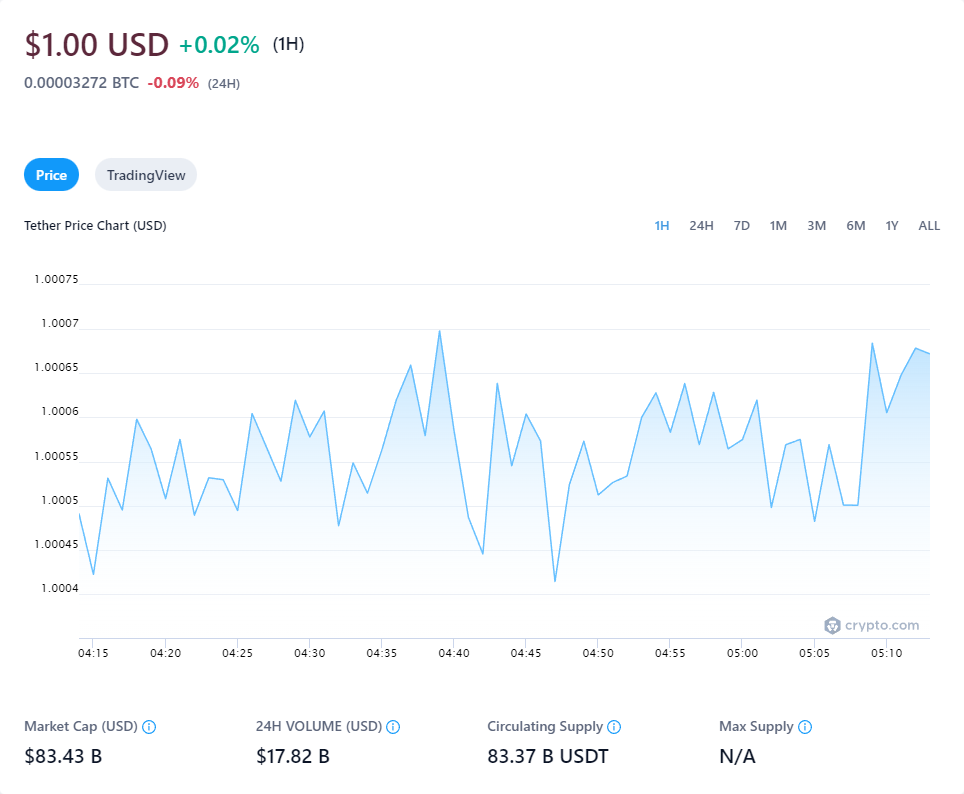 $1.00 USD +0.02% (1H)
0.00003272 BTC -0.09% (24H)
Price TradingView
Tether Price Chart (USD) 1H 24H 7D 1M 3M 6M 1Y ALL
1.00075
1.0007
1.00065
1.0006
1.00055
1.0005
1.00045
1.0004
crypto.com
04:15 04:20 04:25 04:30 04:35 04:40 04:45 04:50 04:55 05:00 05:05 05:10
Market Cap (USD) 24H VOLUME (USD) Circulating Supply Max Supply
$83.43 B $17.82 B 83.37 B USDT N/A